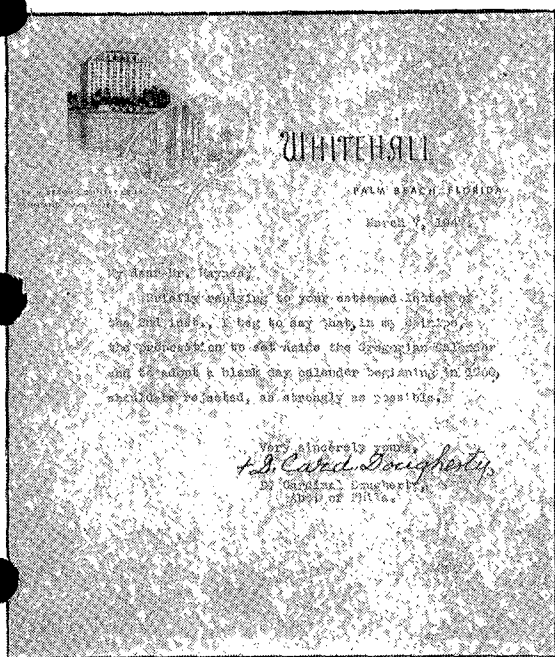 WHITEHALL
PALM BEACH, FLORIDA
March 7, 194
My dear Mr. Haynes,
Briefly replying to your esteemed letter of
the 2nd inst., I beg to say that, in my opinion,
the proposition to set aside the Gregorian Calendar
and to adopt a blank day calendar beginning in
should be rejected, as strongly as possible.
Very sincerely yours,
+ D. Card. Dougherty,
D. Cardinal Dougherty,
Abp. of Phila.